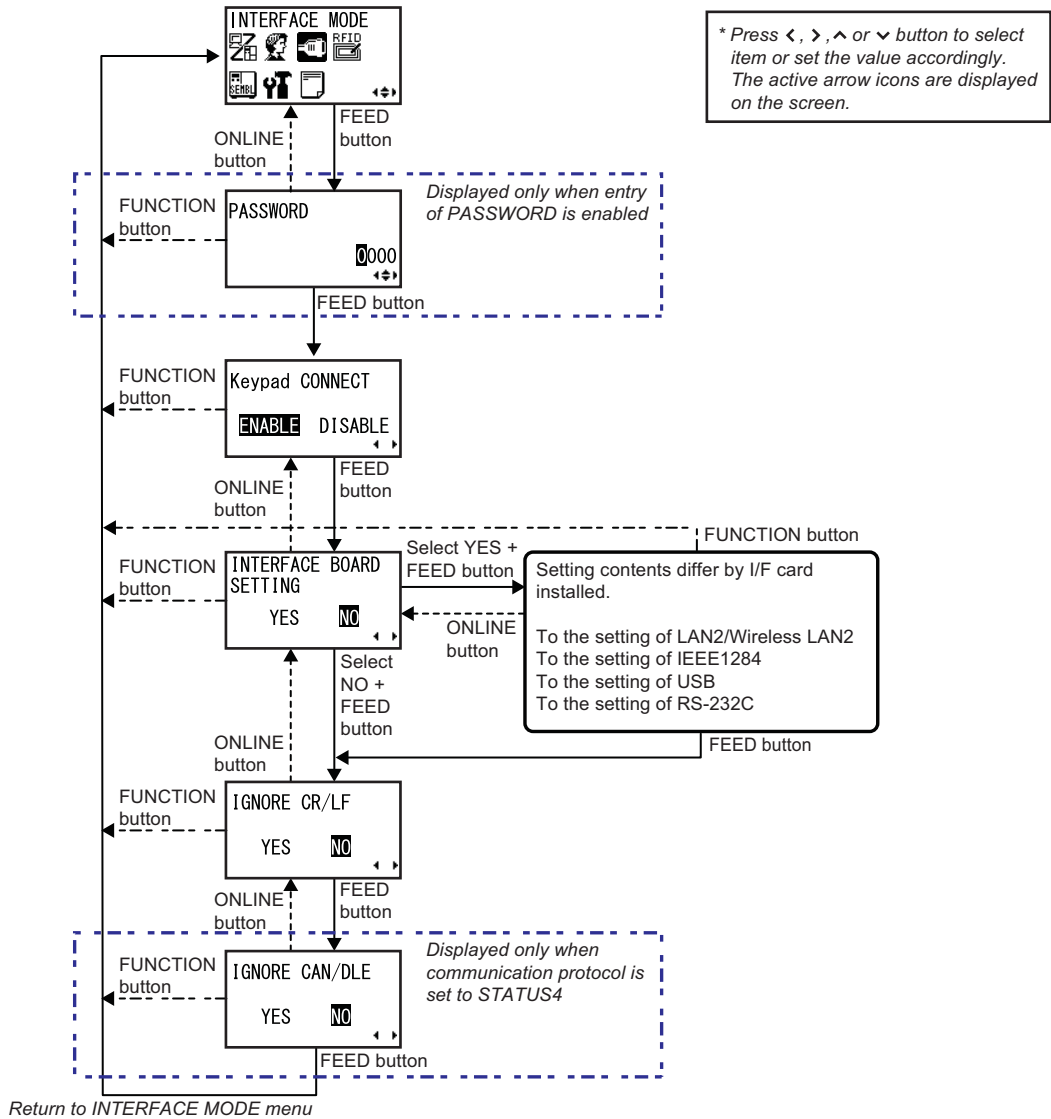 INTERFACE MODE
RFID
SEMBL
* Press <, >, ^ or v button to select
item or set the value accordingly.
The active arrow icons are displayed
on the screen.
FEED
button
ONLINE
button
Displayed only when entry
of PASSWORD is enabled
FUNCTION
button
PASSWORD
0000
FEED button
FUNCTION
button
Keypad CONNECT
ENABLE DISABLE
FEED
button
ONLINE
button
FUNCTION button
FUNCTION
button
INTERFACE BOARD
SETTING
YES NO
Select YES +
FEED button
ONLINE
button
Setting contents differ by I/F card
installed.
To the setting of LAN2/Wireless LAN2
To the setting of IEEE1284
To the setting of USB
To the setting of RS-232C
Select
NO +
FEED
button
FEED button
ONLINE
button
FUNCTION
button
IGNORE CR/LF
YES NO
FEED
button
ONLINE
button
Displayed only when
communication protocol is
set to STATUS4
FUNCTION
button
IGNORE CAN/DLE
YES NO
FEED button
Return to INTERFACE MODE menu